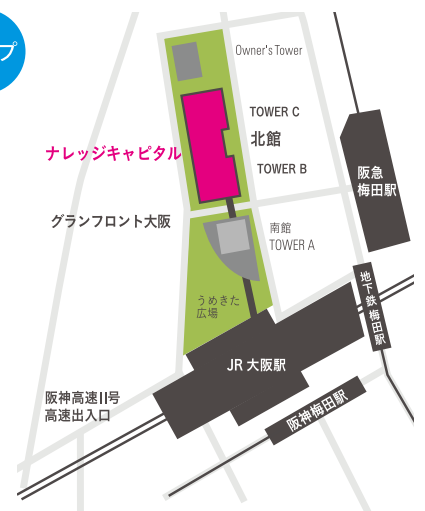 プ
Owner's Tower
TOWER C
北館
TOWER B
ナレッジキャピタル
阪急
梅田駅
グランフロント大阪
南館
TOWER A
うめきた
広場
地下鉄 梅田駅
JR 大阪駅
阪神高速II号
高速出入口
阪神梅田駅